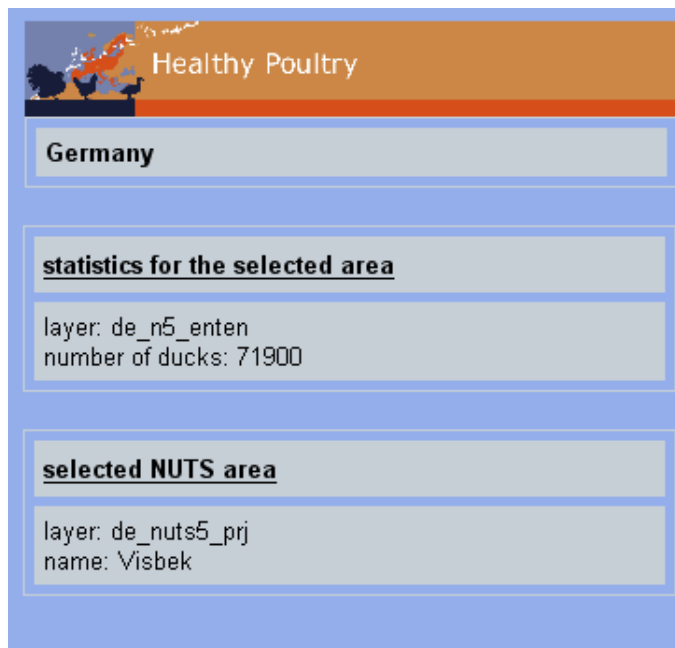 Healthy Poultry
Germany
statistics for the selected area
layer: de_n5_enten
number of ducks: 71900
selected NUTS area
layer: de_nuts5_prj
name: Visbek